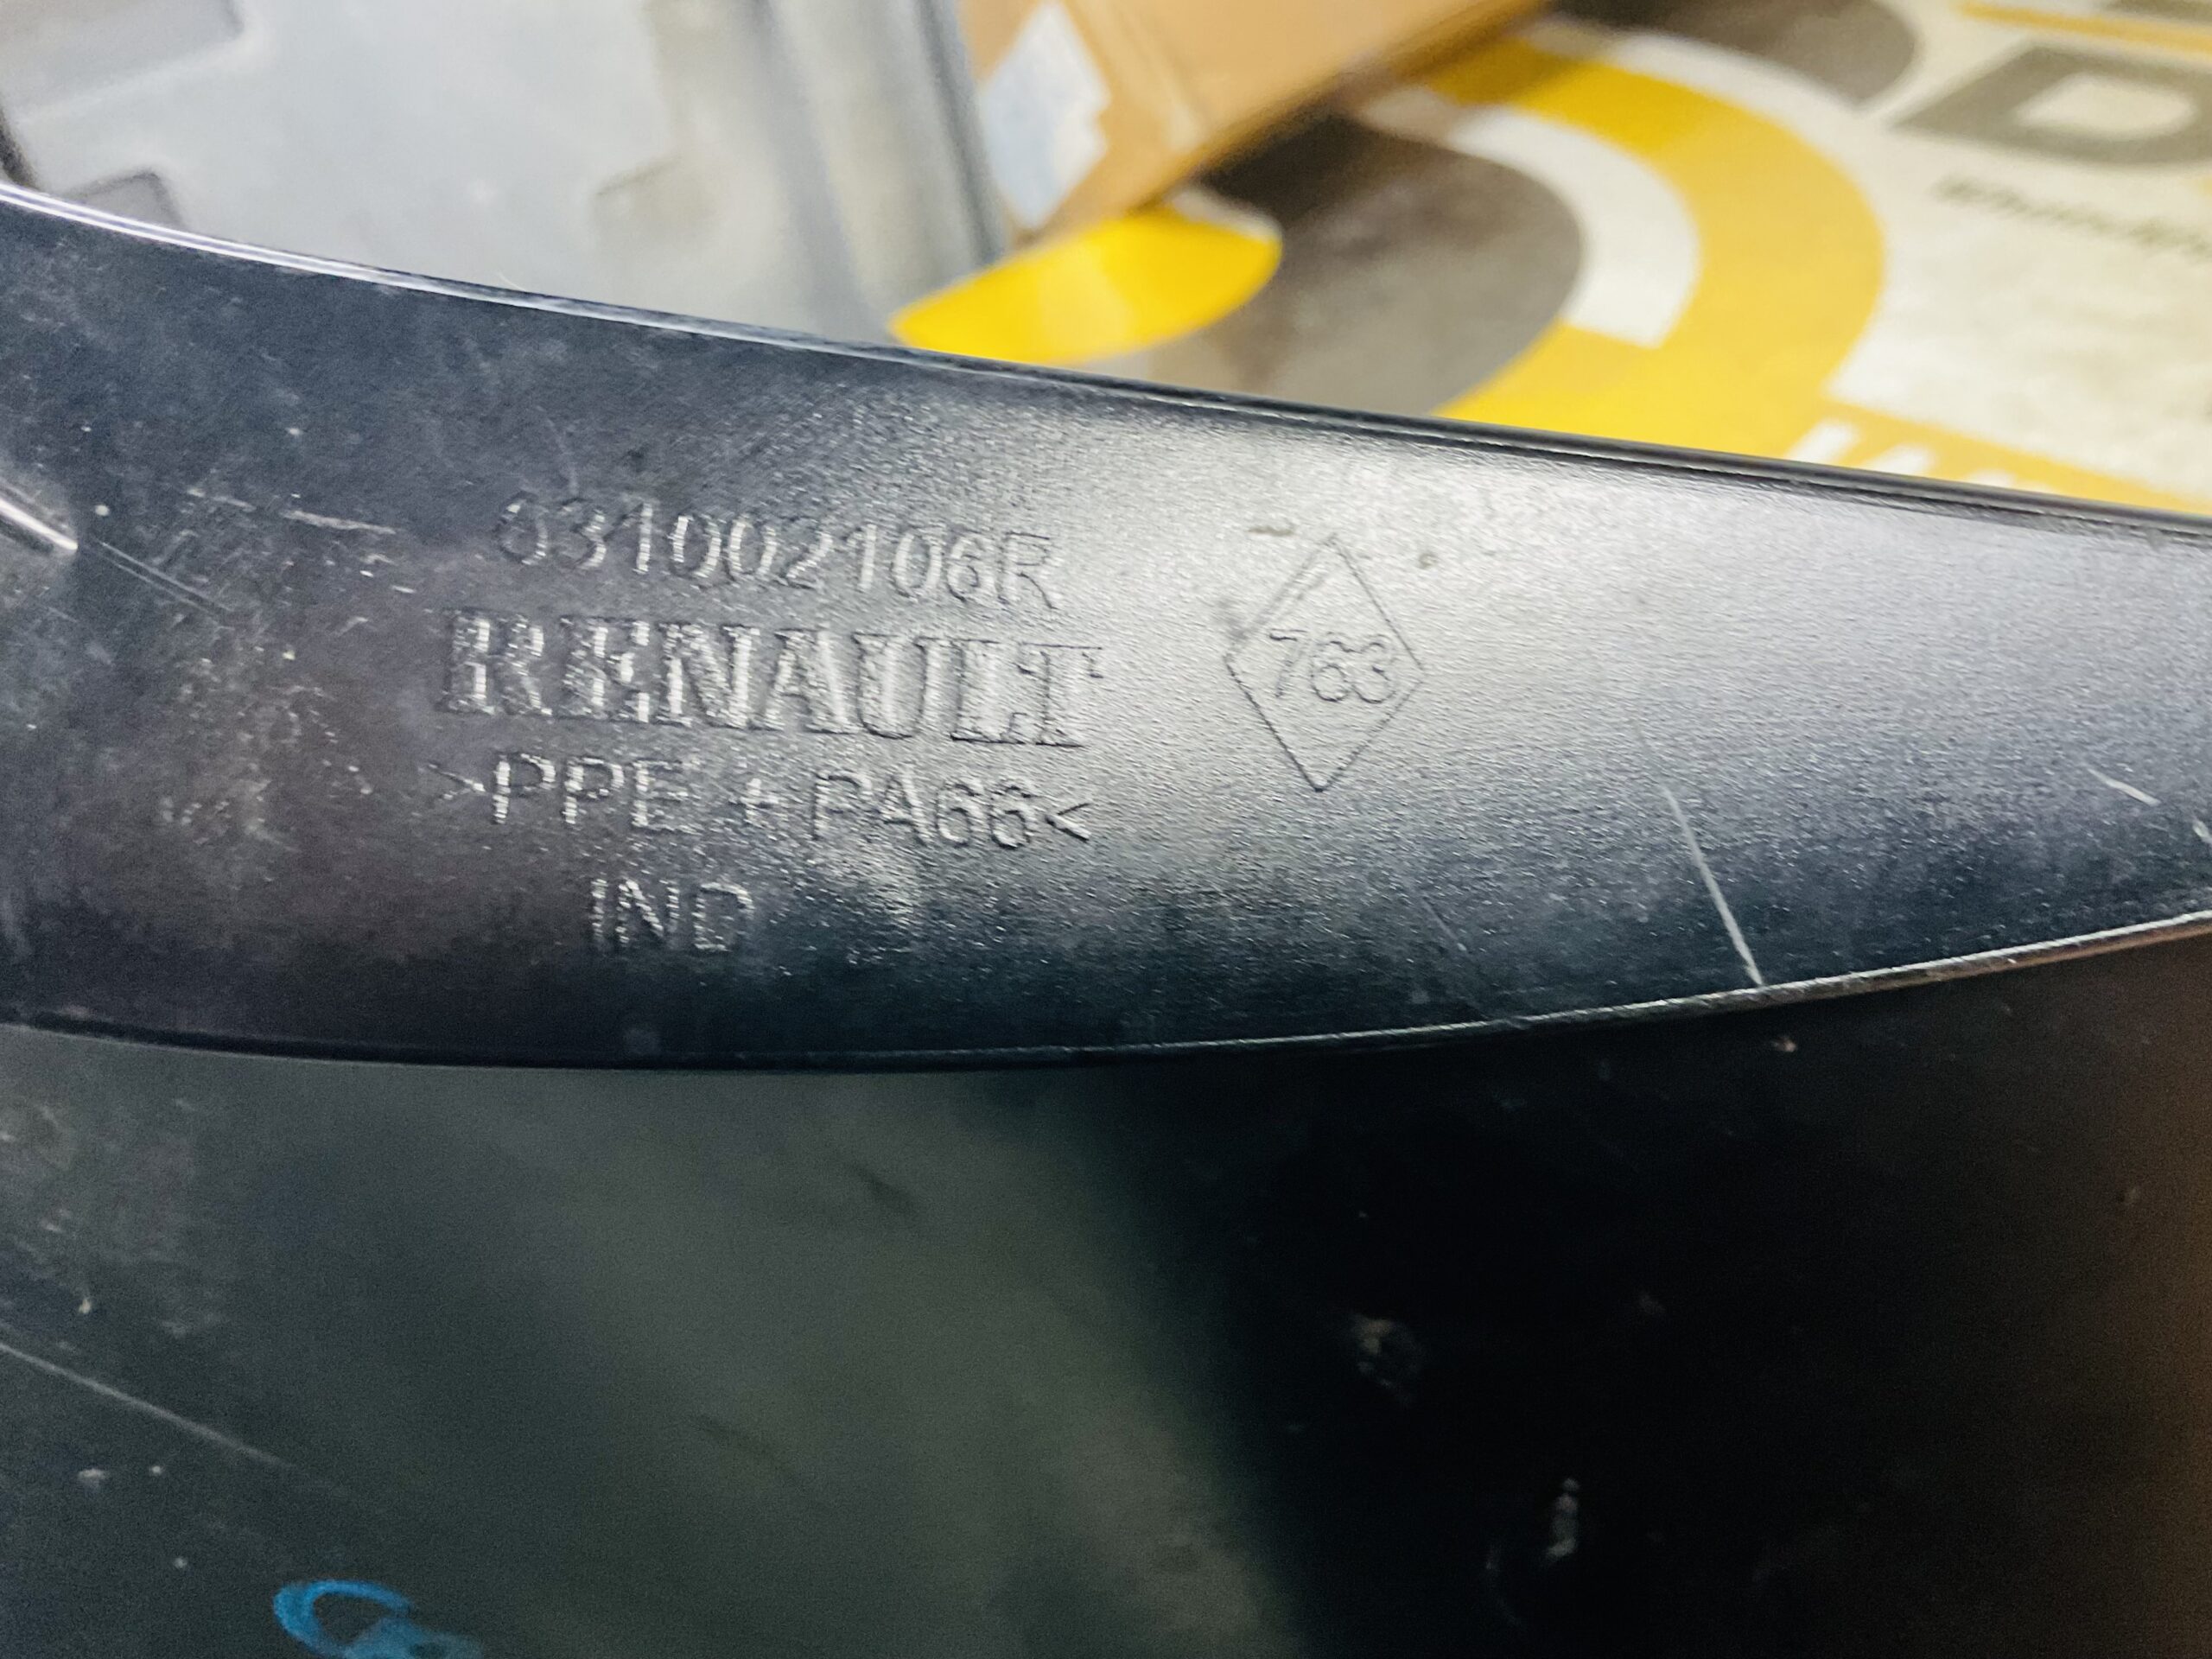 631002106R
RENAULT
763
>PPE + PA66<
IND